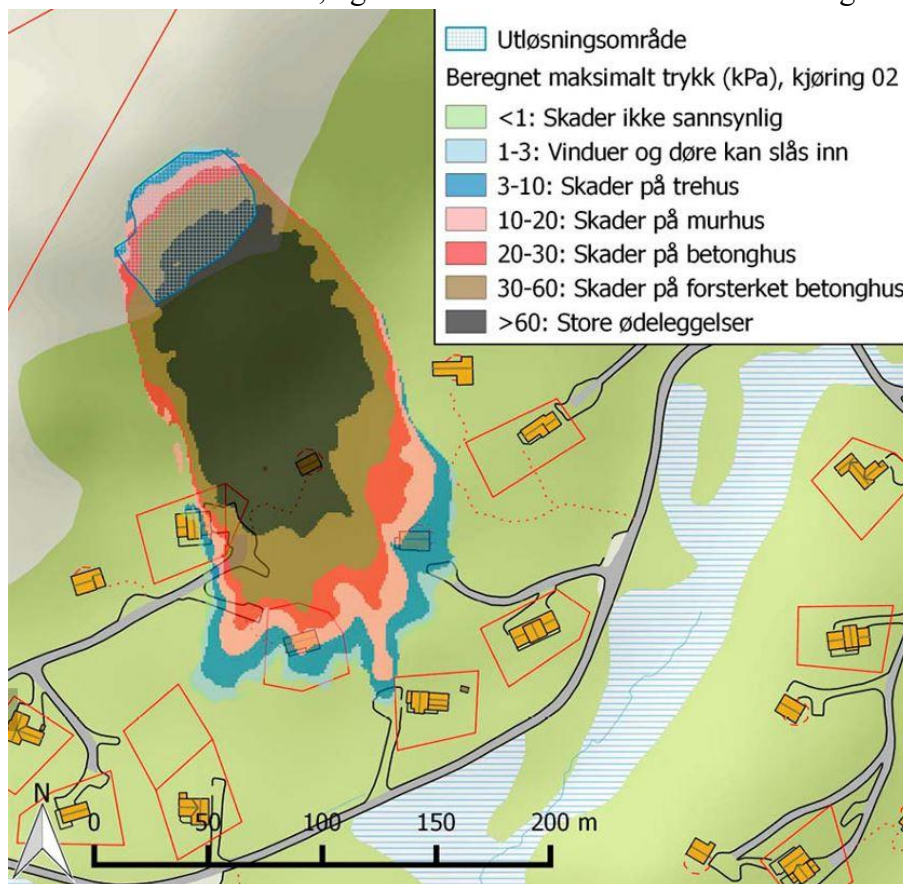 Utløsningsområde
Beregnet maksimalt trykk (kPa), kjøring 02
<1: Skader ikke sannsynlig
1-3: Vinduer og døre kan slås inn
3-10: Skader på trehus
10-20: Skader på murhus
20-30: Skader på betonghus
30-60: Skader på forsterket betonghus
>60: Store ødeleggelser
N
0 50 100 150 200 m